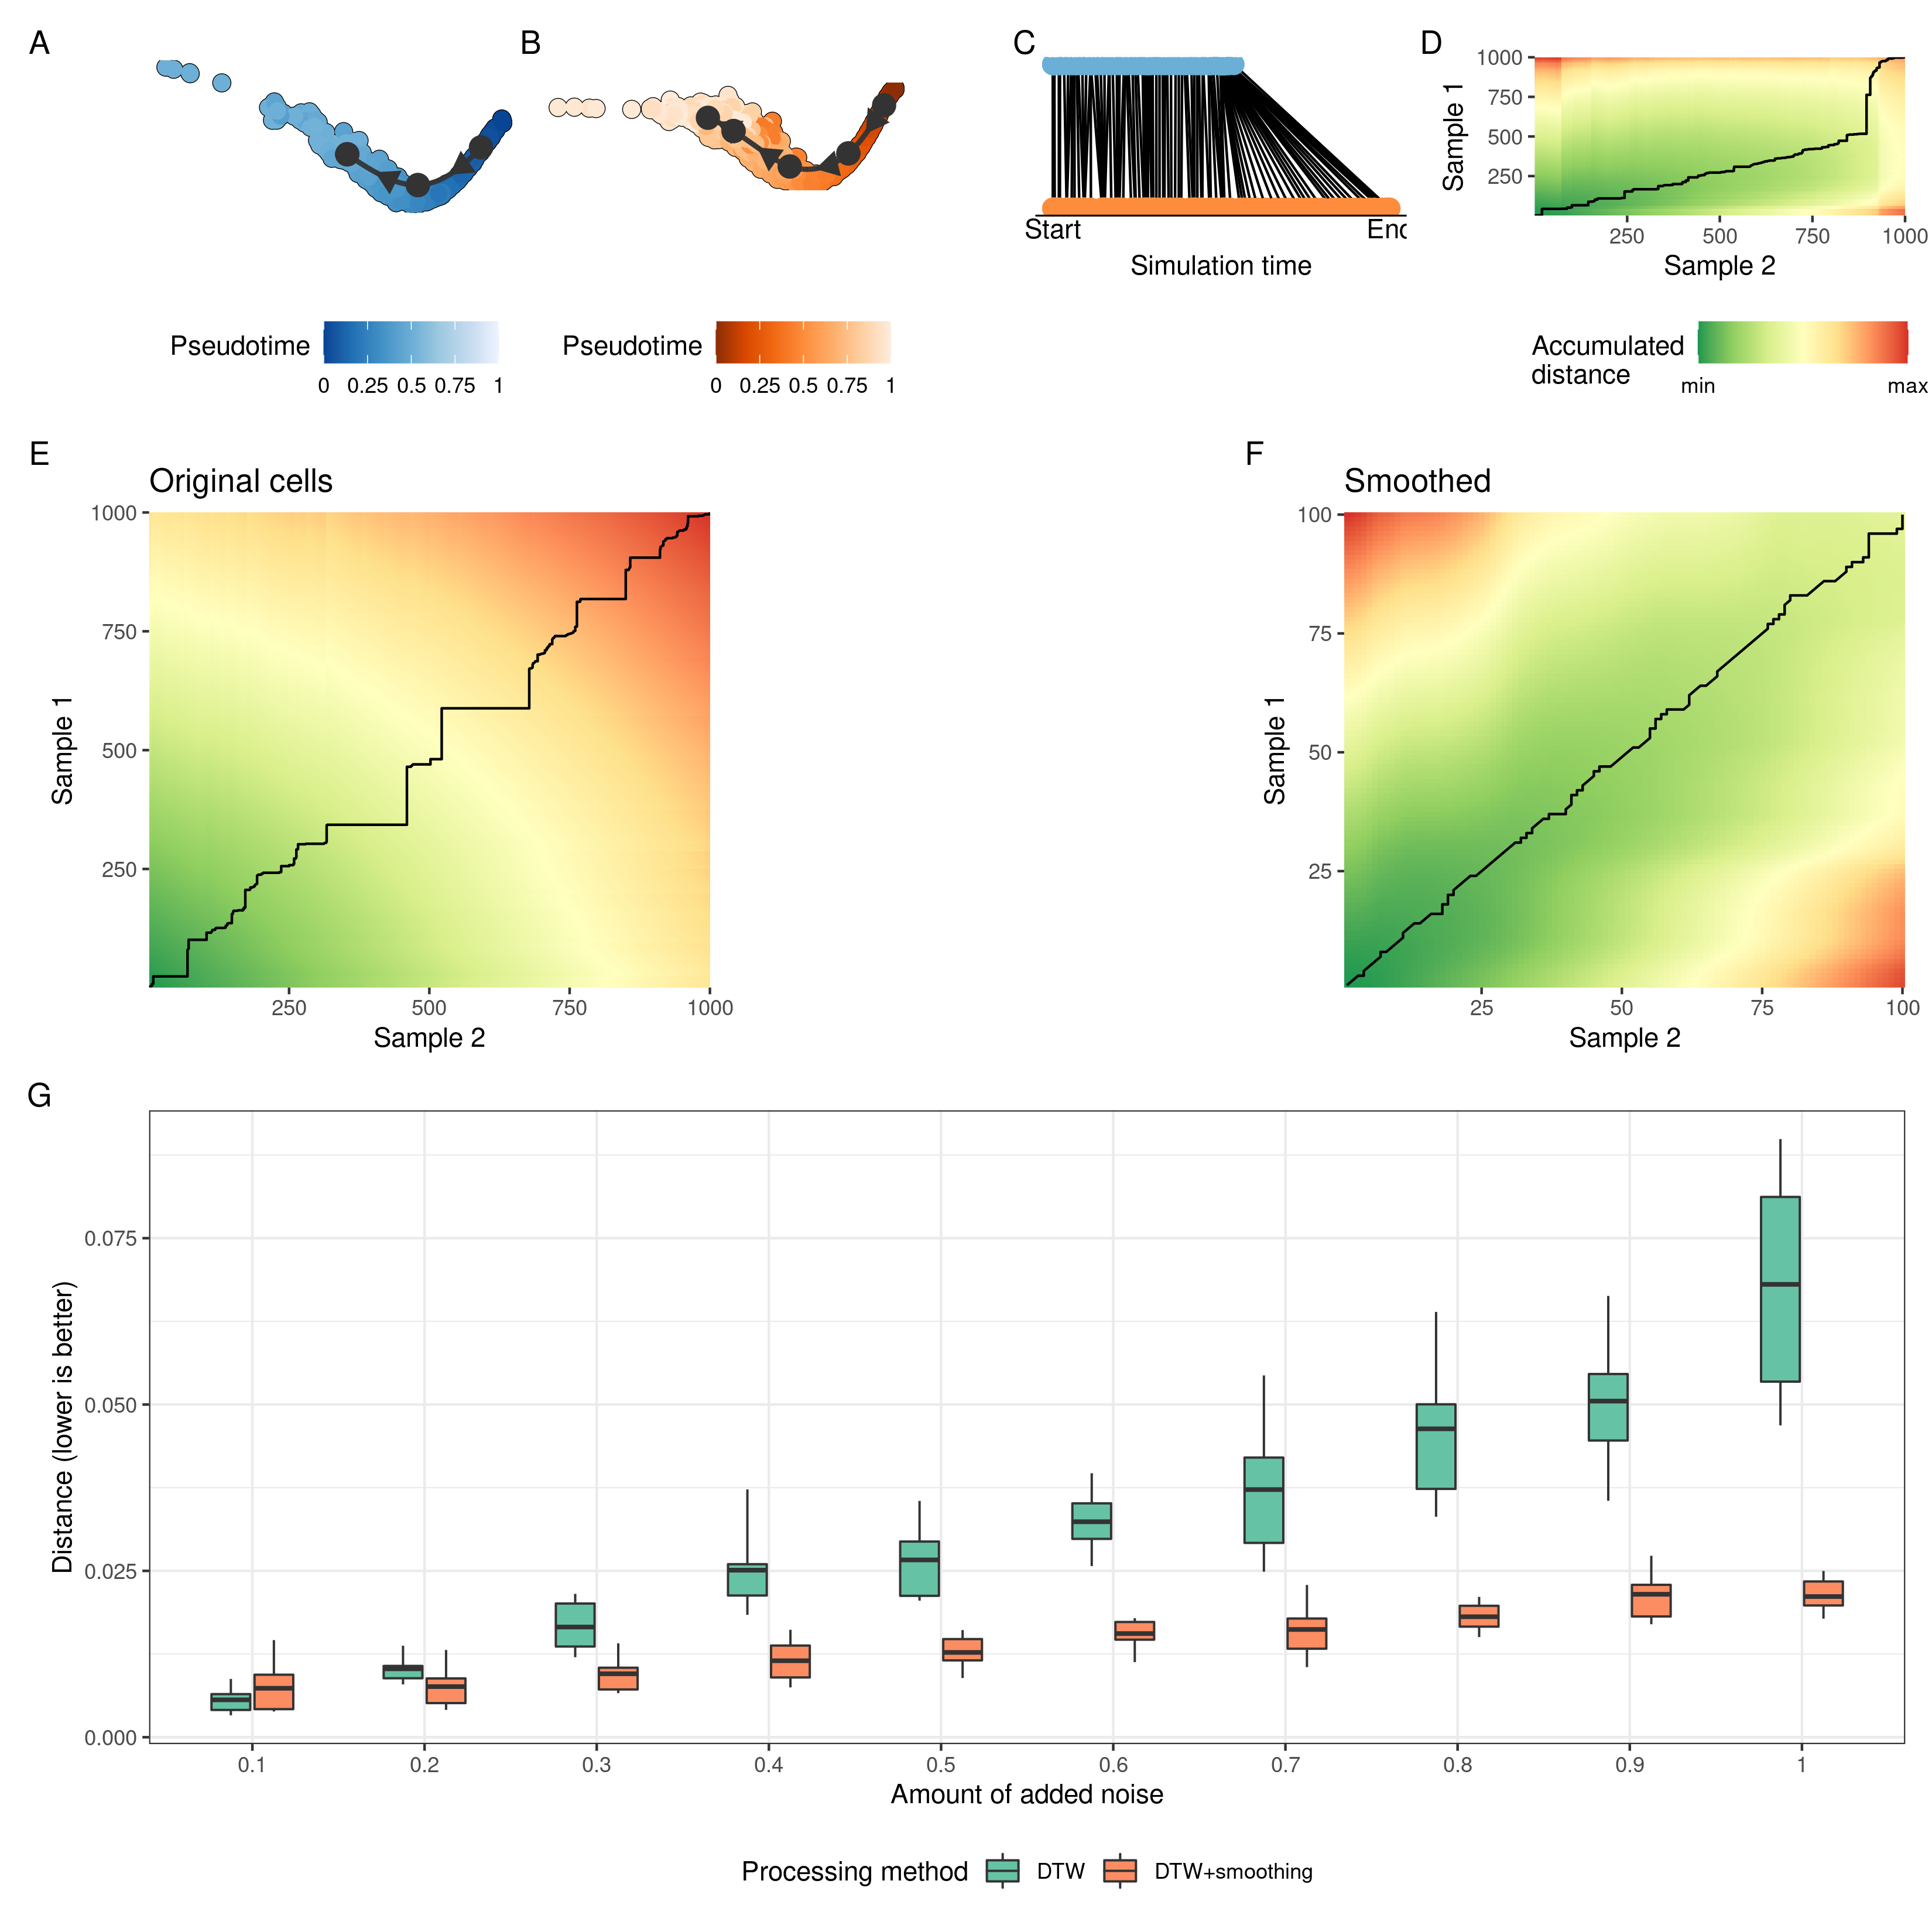 A
B
C
D
Start
End
Simulation time
Sample 1
1000
750
500
250
250
500
750
1000
Sample 2
Pseudotime
0 0.25 0.5 0.75 1
Pseudotime
0 0.25 0.5 0.75 1
Accumulated
distance
min max
E
Original cells
Sample 1
1000
750
500
250
250 500 750 1000
Sample 2
F
Smoothed
Sample 1
100
75
50
25
25 50 75 100
Sample 2
G
Distance (lower is better)
0.075
0.050
0.025
0.000
0.1 0.2 0.3 0.4 0.5 0.6 0.7 0.8 0.9 1
Amount of added noise
Processing method DTW DTW+smoothing